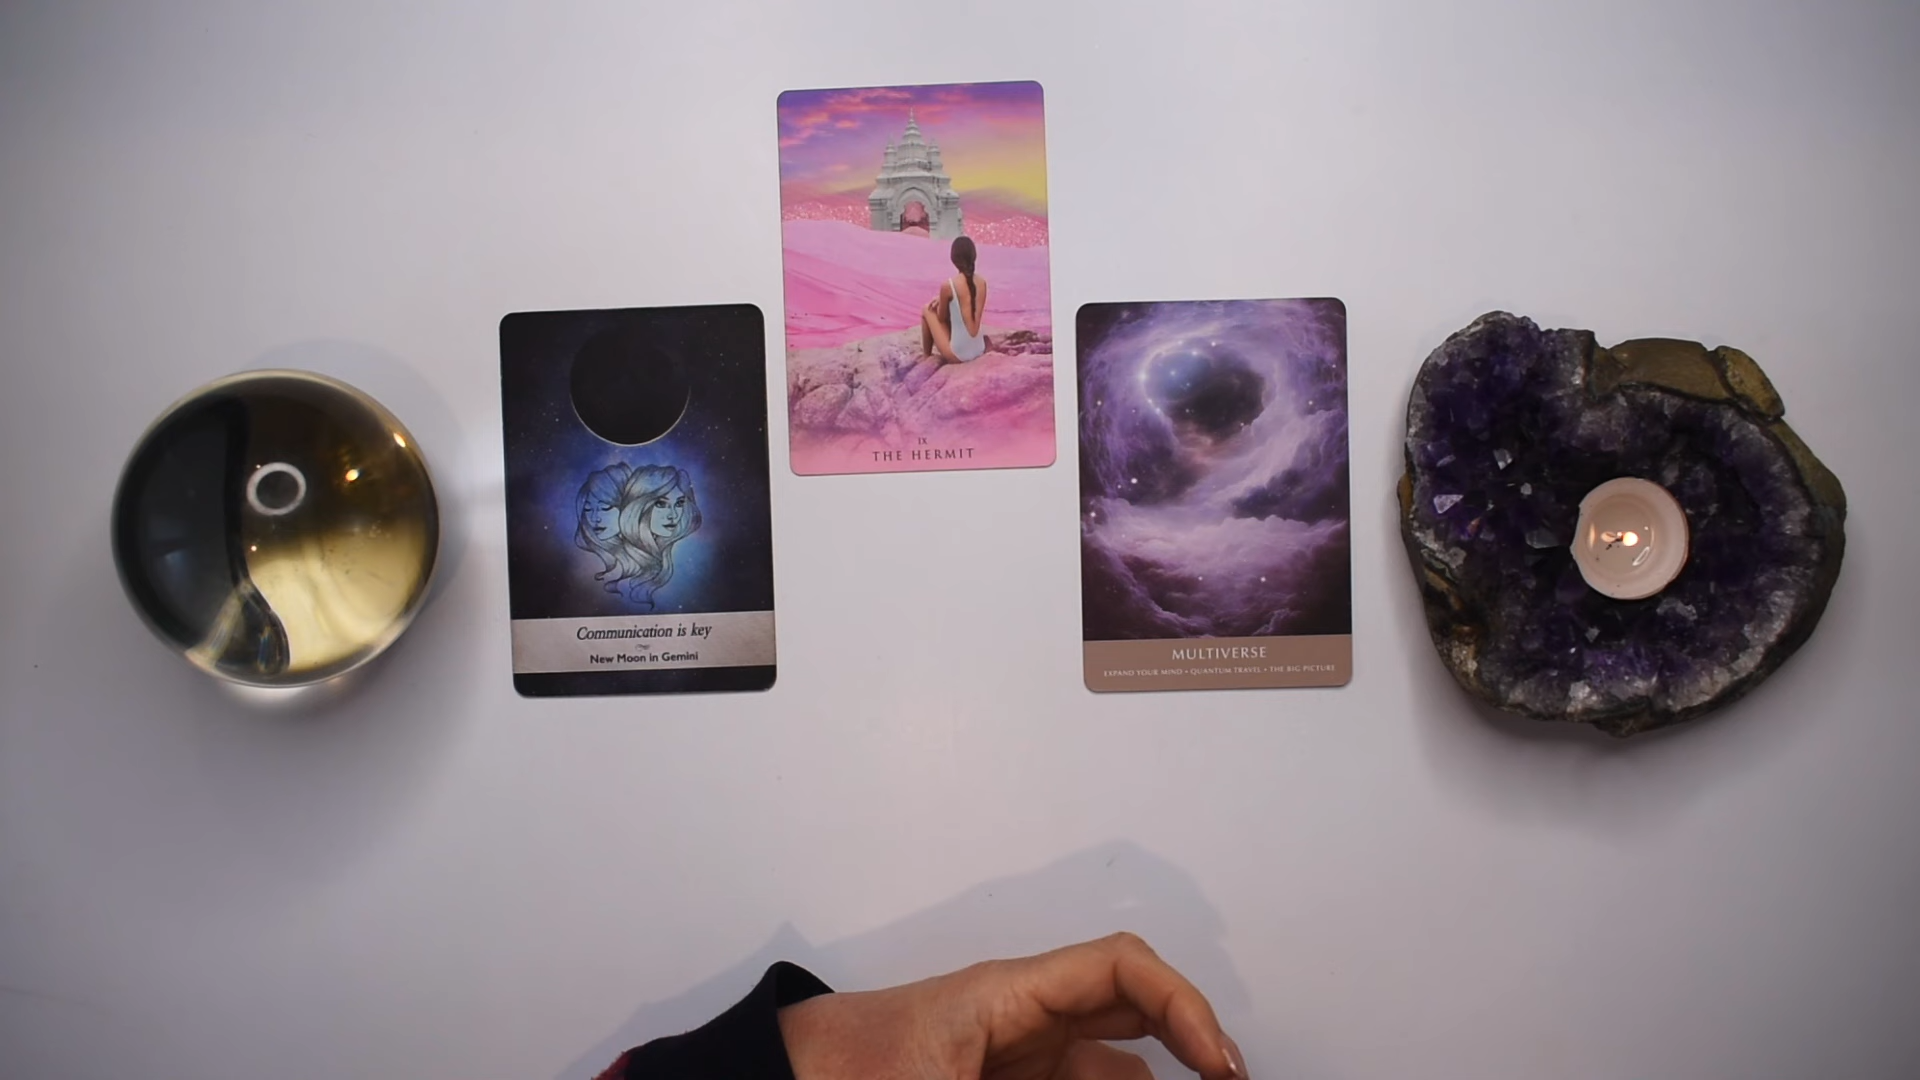 Communication is key
New Moon in Gemini
IX
THE HERMIT
MULTIVERSE
EXPAND YOUR MIND • QUANTUM TRAVEL • THE BIG PICTURE